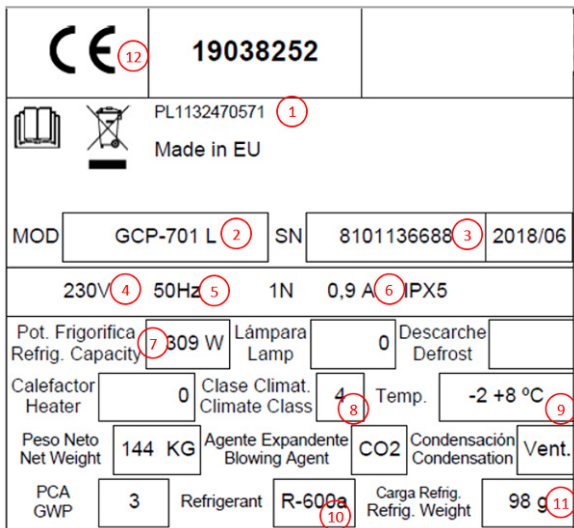 CE 12 19038252
PL1132470571 1
Made in EU
MOD GCP-701 L 2 SN 8101136688 3 2018/06
230V 4 50Hz 5 1N 0,9 A 6 IPX5
Pot. Frigorifica Lámpara Descarche
Refrig. Capacity 7 309 W Lamp 0 Defrost
Calefactor Clase Climat.
Heater 0 Climate Class 4 8 Temp. -2 +8 ºC 9
Peso Neto Agente Expandente Condensación
Net Weight 144 KG Blowing Agent CO2 Condensation Vent.
PCA Carga Refrig.
GWP 3 Refrigerant R-600a 10 Refrig. Weight 98 g 11